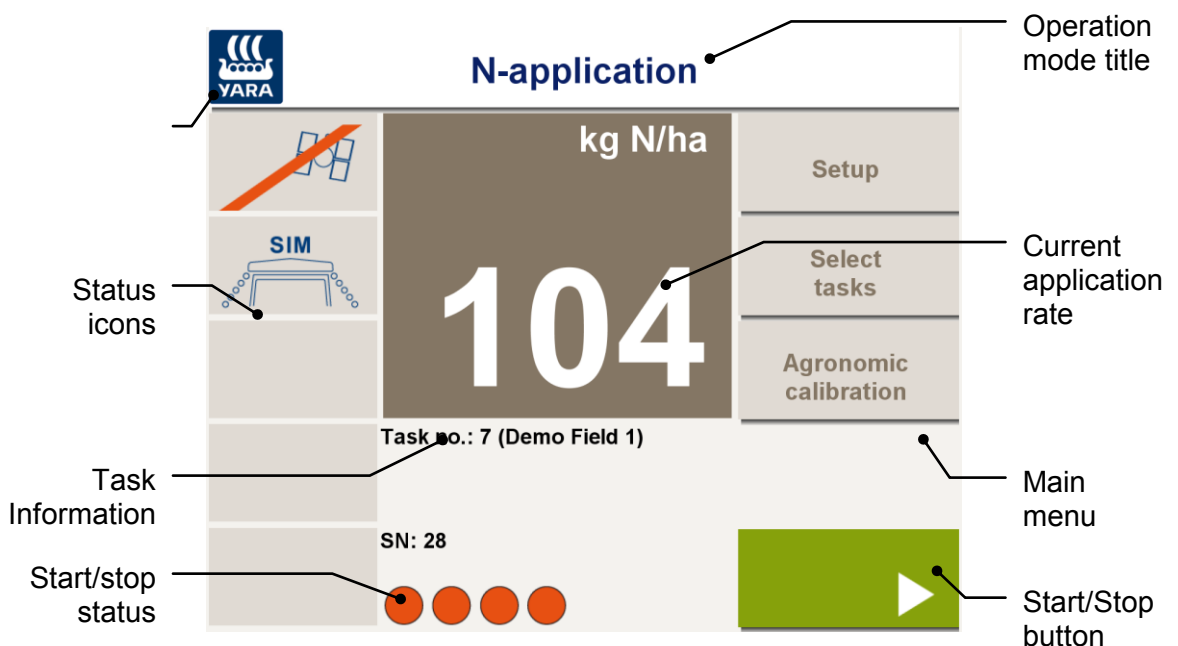 Operation
mode title
YARA
N-application
kg N/ha
Setup
SIM
Status
icons
104
Select
tasks
Current
application
rate
Agronomic
calibration
Task no.: 7 (Demo Field 1)
Task
Information
Main
menu
SN: 28
Start/stop
status
Start/Stop
button